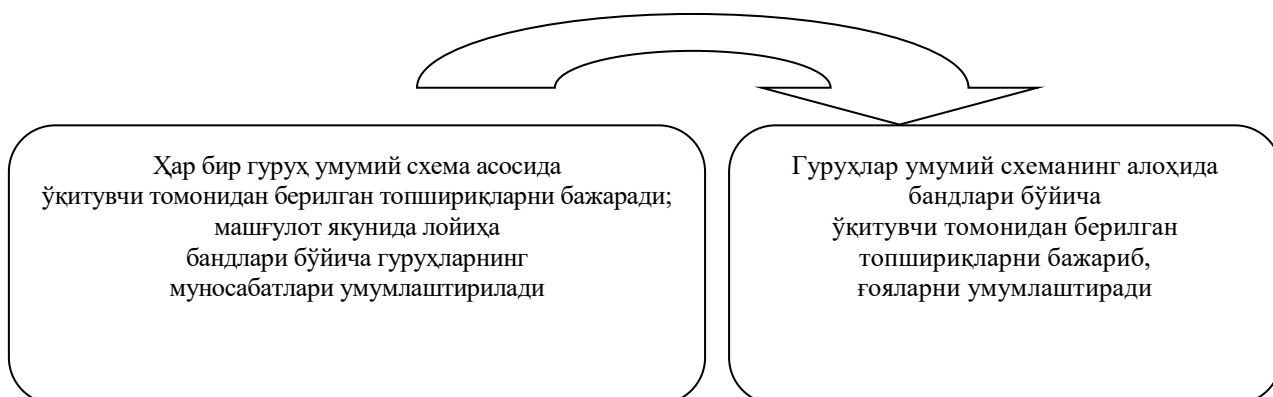 Ҳар бир гуруҳ умумий схема асосида
ўқитувчи томонидан берилган топшириқларни бажаради;
машғулот якунида лойиҳа
бандлари бўйича гуруҳларнинг
муносабатлари умумлаштирилади
Гуруҳлар умумий схеманинг алоҳида
бандлари бўйича
ўқитувчи томонидан берилган
топшириқларни бажариб,
ғояларни умумлаштиради